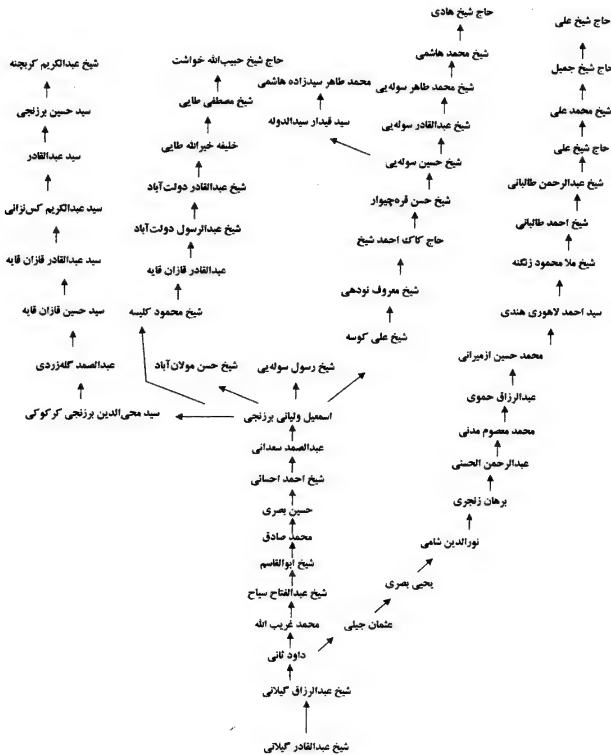 حاج شیخ هادی
حاج شیخ علی
شیخ محمد هاشمی
حاج شیخ حبیب‌الله خواشت
شیخ عبدالکریم کربچنه
حاج شیخ جمیل
محمد طاهر سیدزاده هاشمی
شیخ محمد طاهر سوله‌یی
شیخ مصطفی طایی
سید حسین برزنجی
شیخ محمد علی
سید قیدار سیدالدوله
شیخ عبدالقادر سوله‌یی
خلیفه خیرالله طایی
سید عبدالقادر
حاج شیخ علی
شیخ حسین سوله‌یی
شیخ عبدالقادر دولت‌آباد
شیخ عبدالرحمن طالبانی
سید عبدالکریم کس‌نزانی
شیخ حسن قره‌چیوار
شیخ احمد طالبانی
شیخ عبدالرسول دولت‌آباد
حاج کاک احمد شیخ
سید عبدالقادر قازان قایه
شیخ ملا محمود زنگنه
عبدالقادر قازان قایه
شیخ معروف نودهی
سید حسین قازان قایه
شیخ محمود کلیسه
سید احمد لاهوری هندی
شیخ علی کوسه
محمد حسین ازمیرانی
عبدالصمد گله‌زردی
شیخ حسن مولان‌آباد
شیخ رسول سوله‌یی
عبدالرزاق حموی
سید محی‌الدین برزنجی کرکوکی
اسمعیل ولیانی برزنجی
محمد معصوم مدنی
عبدالصمد سعدانی
عبدالرحمن الحسنی
شیخ احمد احسائی
برهان زنجری
حسین بصری
محمد صادق
نورالدین شامی
شیخ ابوالقاسم
یحیی بصری
شیخ عبدالفتاح سیاح
محمد غریب الله
عثمان جیلی
داود ثانی
شیخ عبدالرزاق گیلانی
شیخ عبدالقادر گیلانی